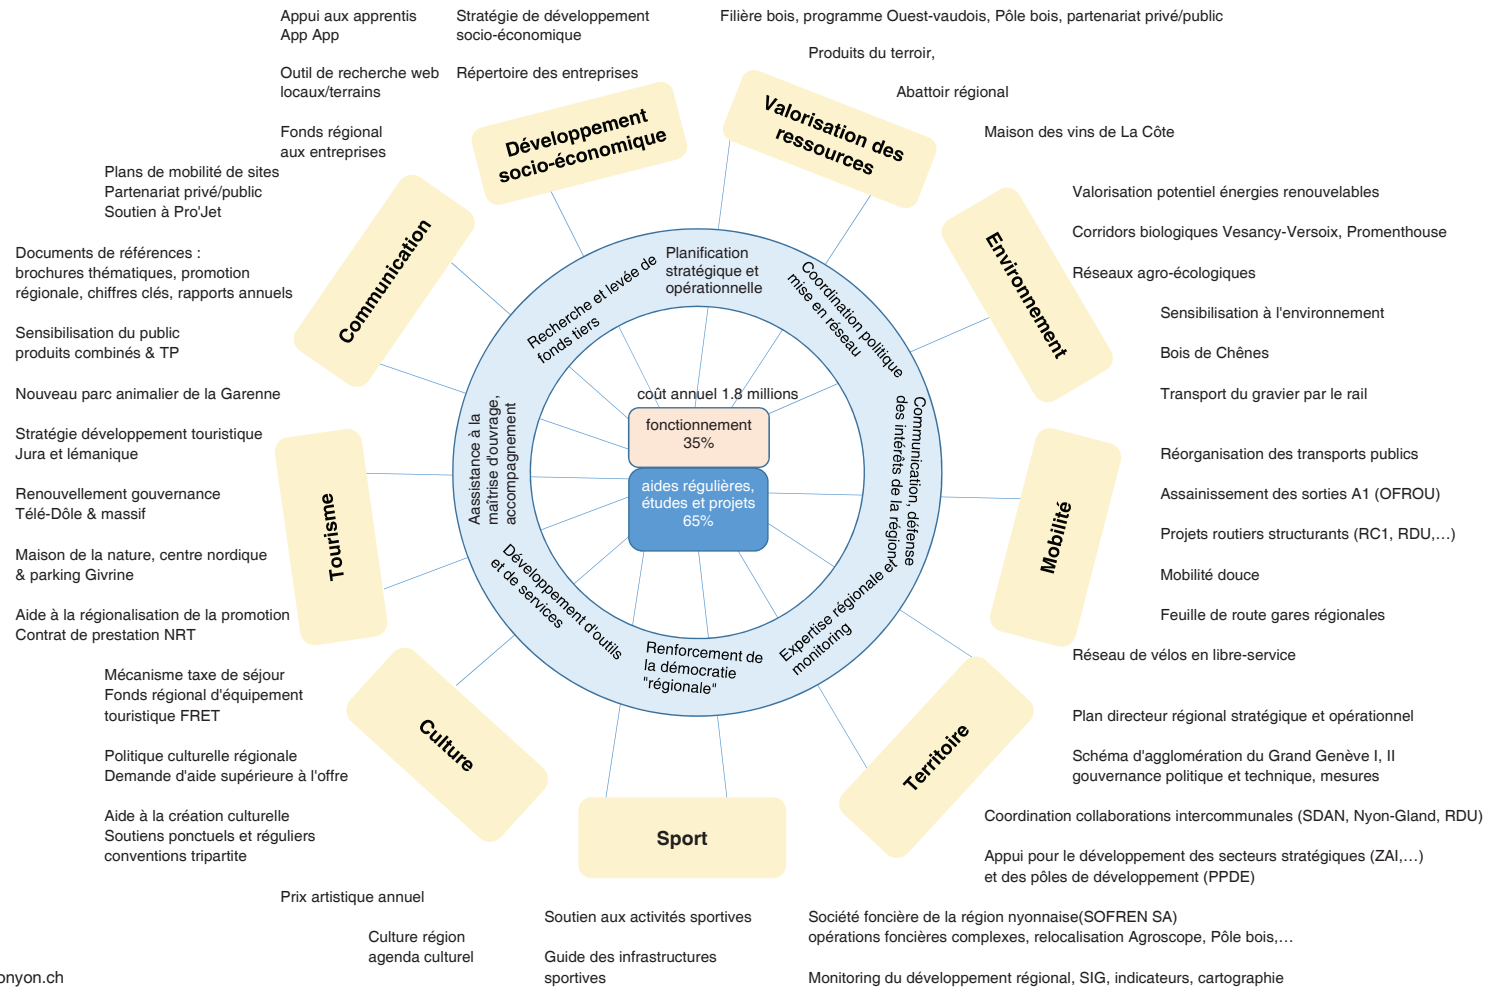 Appui aux apprentis
App App
Outil de recherche web
locaux/terrains
Fonds régional
aux entreprises
Stratégie de développement
socio-économique
Répertoire des entreprises
Filière bois, programme Ouest-vaudois, Pôle bois, partenariat privé/public
Produits du terroir,
Abattoir régional
Maison des vins de La Côte
Développement
socio-économique
Valorisation des
ressources
Plans de mobilité de sites
Partenariat privé/public
Soutien à Pro'Jet
Documents de références :
brochures thématiques, promotion
régionale, chiffres clés, rapports annuels
Sensibilisation du public
produits combinés & TP
Nouveau parc animalier de la Garenne
Stratégie développement touristique
Jura et lémanique
Renouvellement gouvernance
Télé-Dôle & massif
Maison de la nature, centre nordique
& parking Givrine
Aide à la régionalisation de la promotion
Contrat de prestation NRT
Mécanisme taxe de séjour
Fonds régional d'équipement
touristique FRET
Politique culturelle régionale
Demande d'aide supérieure à l'offre
Aide à la création culturelle
Soutiens ponctuels et réguliers
conventions tripartite
Prix artistique annuel
Culture région
agenda culturel
Communication
Tourisme
Culture
Sport
Territoire
Mobilité
Environnement
Planification
stratégique et
opérationnelle
Coordination politique
mise en réseau
Communication, défense
des intérêts de la région
Expertise régionale et
monitoring
Renforcement de
la démocratie
"régionale"
Développement d'outils
et de services
Aassistance à la
maîtrise d'ouvrage,
accompagnement
Recherche et levée de
fonds tiers
coût annuel 1.8 millions
fonctionnement
35%
aides régulières,
études et projets
65%
Valorisation potentiel énergies renouvelables
Corridors biologiques Vesancy-Versoix, Promenthouse
Réseaux agro-écologiques
Sensibilisation à l'environnement
Bois de Chênes
Transport du gravier par le rail
Réorganisation des transports publics
Assainissement des sorties A1 (OFROU)
Projets routiers structurants (RC1, RDU,…)
Mobilité douce
Feuille de route gares régionales
Réseau de vélos en libre-service
Plan directeur régional stratégique et opérationnel
Schéma d'agglomération du Grand Genève I, II
gouvernance politique et technique, mesures
Coordination collaborations intercommunales (SDAN, Nyon-Gland, RDU)
Appui pour le développement des secteurs stratégiques (ZAI,…)
et des pôles de développement (PPDE)
Société foncière de la région nyonnaise(SOFREN SA)
opérations foncières complexes, relocalisation Agroscope, Pôle bois,…
Monitoring du développement régional, SIG, indicateurs, cartographie
Soutien aux activités sportives
Guide des infrastructures
sportives
onyon.ch